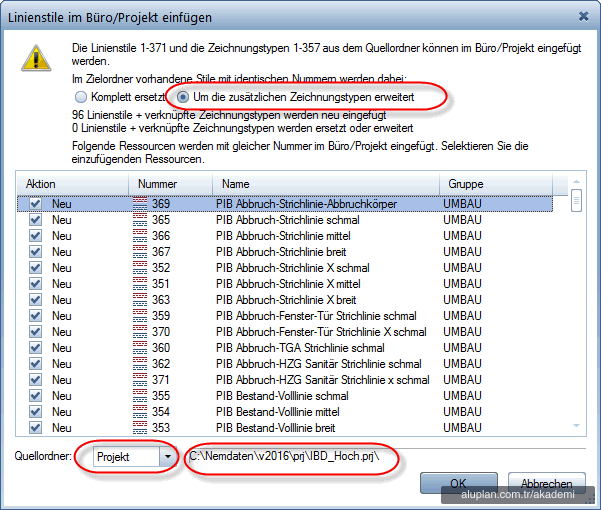 Linienstile im Büro/Projekt einfügen
Die Linienstile 1-371 und die Zeichnungstypen 1-357 aus dem Quellordner können im Büro/Projekt eingefügt
werden.
Im Zielordner vorhandene Stile mit identischen Nummern werden dabei:
Komplett ersetzt
Um die zusätzlichen Zeichnungstypen erweitert
96 Linienstile + verknüpfte Zeichnungstypen werden neu eingefügt
0 Linienstile + verknüpfte Zeichnungstypen werden ersetzt oder erweitert
Folgende Ressourcen werden mit gleicher Nummer im Büro/Projekt eingefügt. Selektieren Sie die
einzufügenden Ressourcen.
Aktion Nummer Name Gruppe
Neu 369 PIB Abbruch-Strichlinie-Abbruchkörper UMBAU
Neu 365 PIB Abbruch-Strichlinie schmal UMBAU
Neu 366 PIB Abbruch-Strichlinie mittel UMBAU
Neu 367 PIB Abbruch-Strichlinie breit UMBAU
Neu 352 PIB Abbruch-Strichlinie X schmal UMBAU
Neu 351 PIB Abbruch-Strichlinie X mittel UMBAU
Neu 363 PIB Abbruch-Strichlinie X breit UMBAU
Neu 359 PIB Abbruch-Fenster-Tür Strichlinie schmal UMBAU
Neu 370 PIB Abbruch-Fenster-Tür Strichlinie X schmal UMBAU
Neu 360 PIB Abbruch-TGA Strichlinie schmal UMBAU
Neu 362 PIB Abbruch-HZG Sanitär Strichlinie schmal UMBAU
Neu 371 PIB Abbruch-HZG Sanitär Strichlinie x schmal UMBAU
Neu 355 PIB Bestand-Volllinie schmal UMBAU
Neu 354 PIB Bestand-Volllinie mittel UMBAU
Neu 353 PIB Bestand-Volllinie breit UMBAU
Quellordner: Projekt C:\Nemdaten\v2016\prj\IBD_Hoch.prj\
OK Abbrechen
aluplan.com.tr/akademi